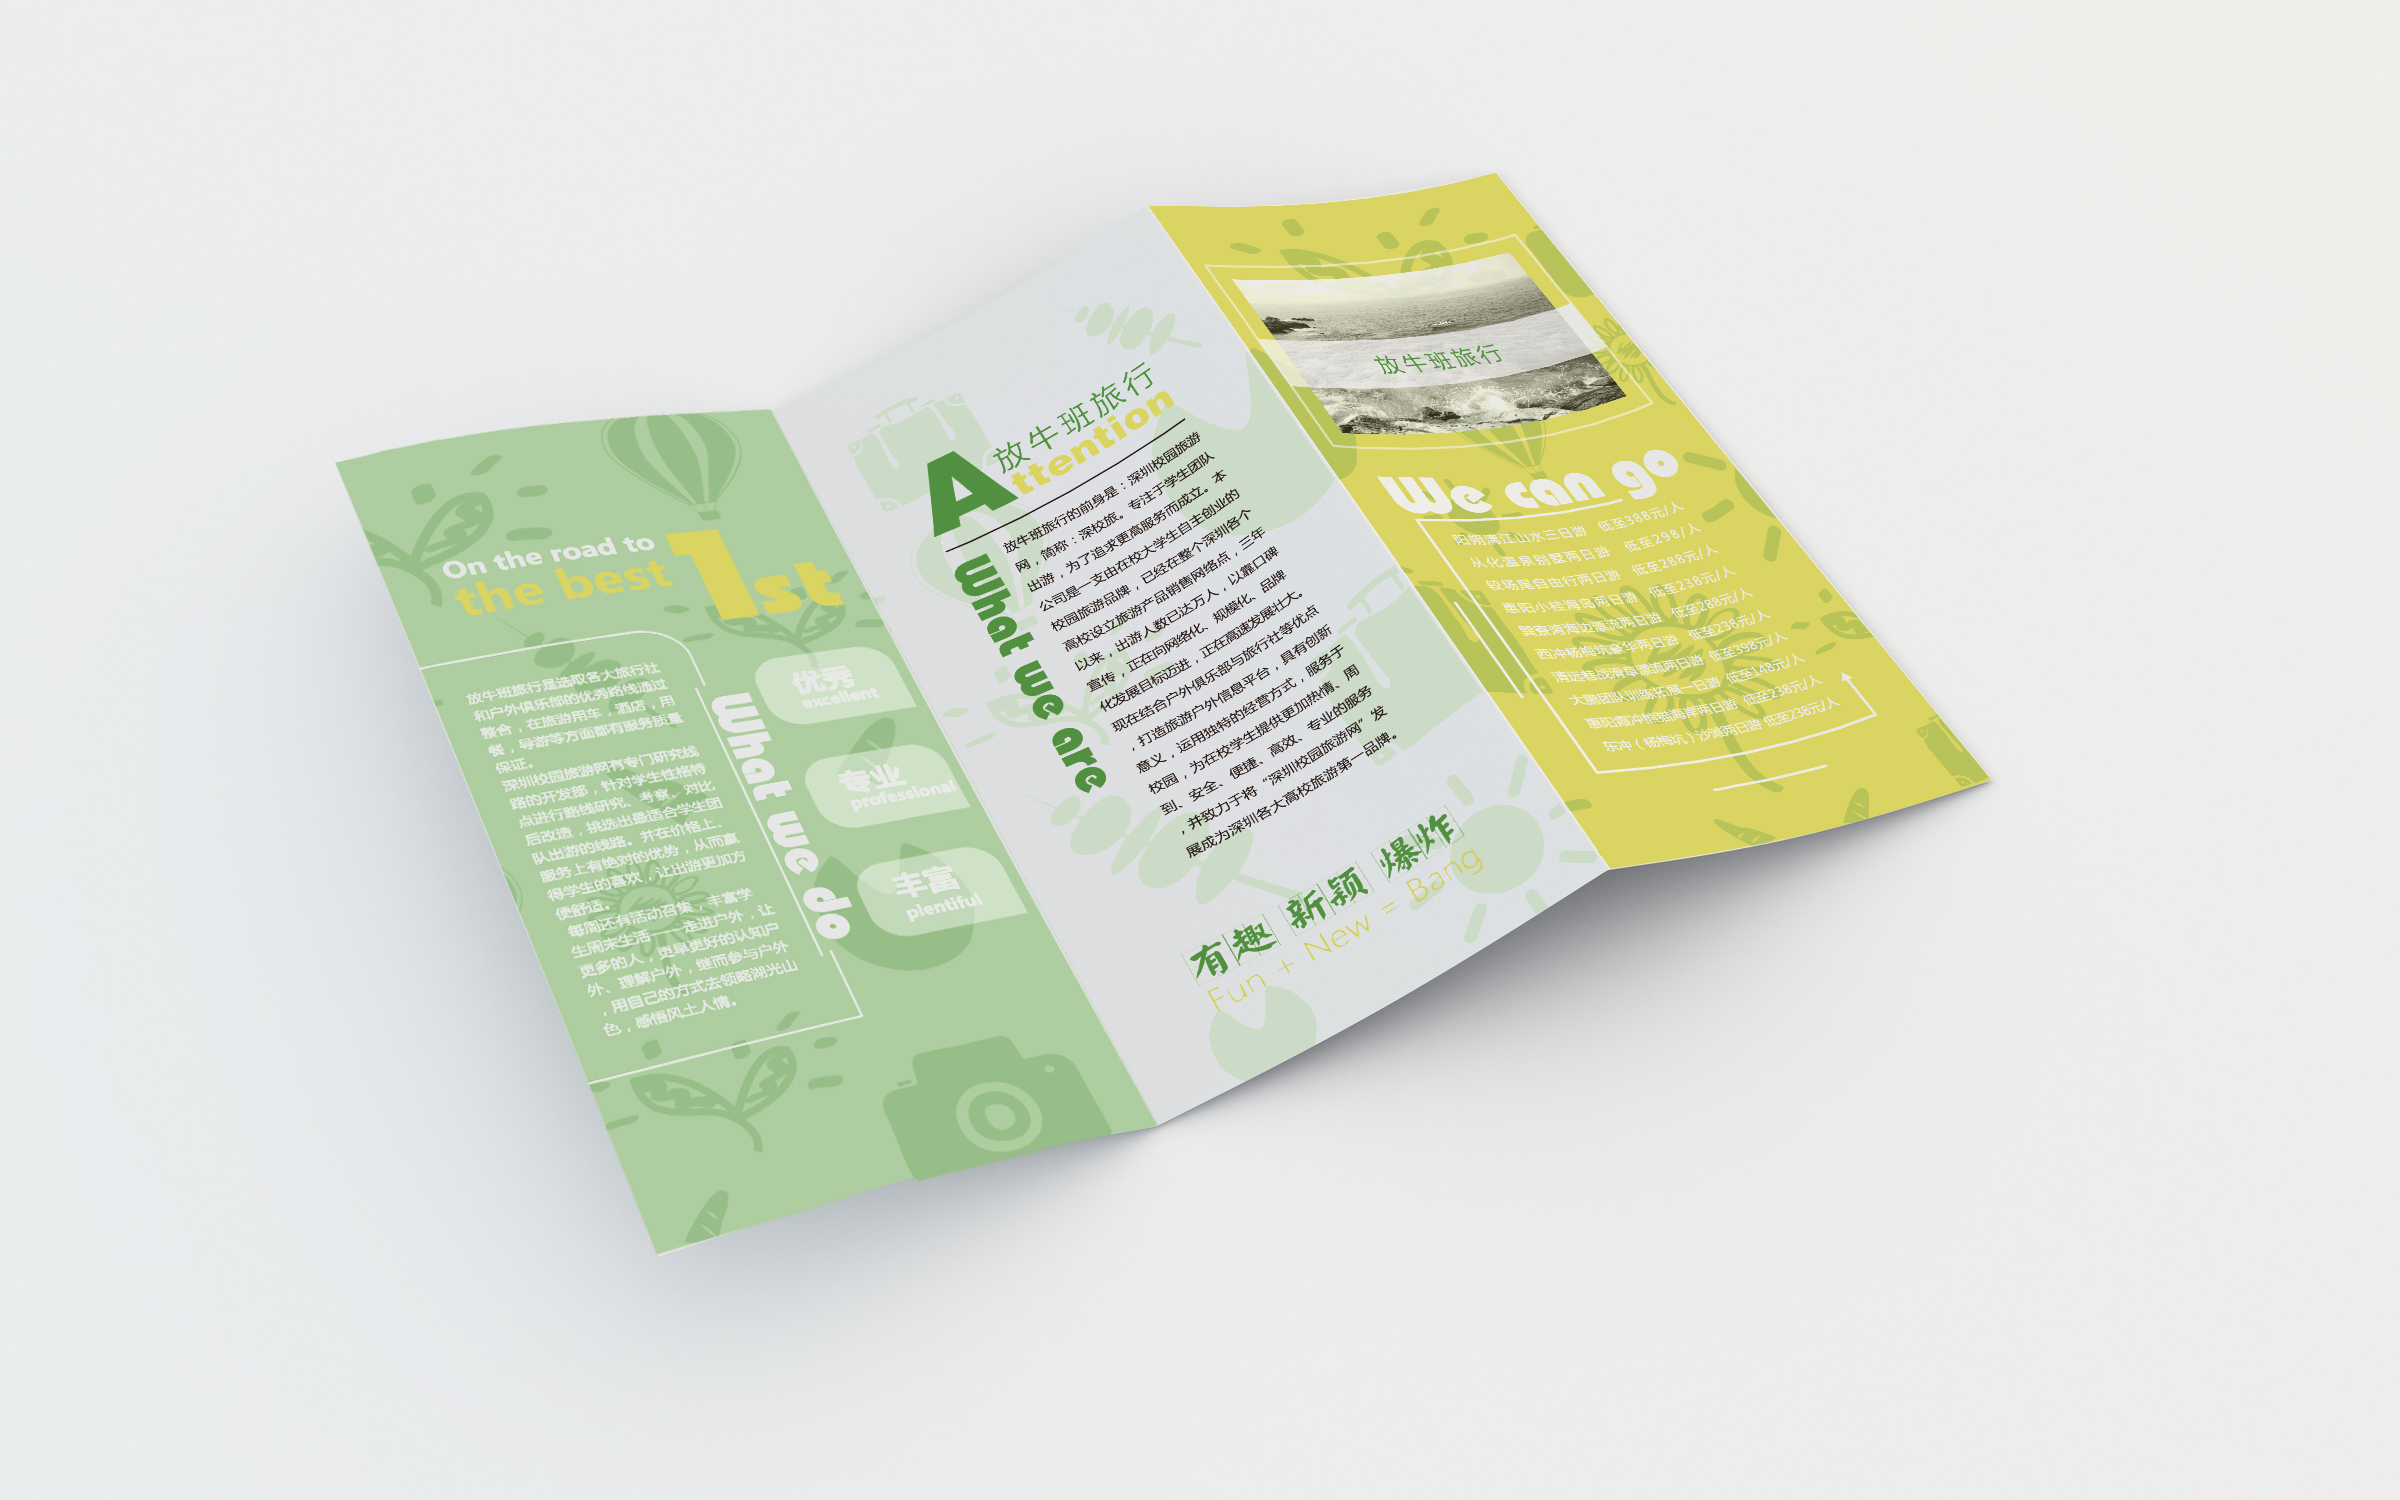 On the road to
the best 1st
放牛班旅行是选取各大旅行社
和户外俱乐部的优秀路线通过
整合，在旅游用车，酒店，用
餐，导游等方面都有服务质量
保证。
深圳校园旅游网有专门研究线
路的开发部，针对学生性格特
点进行路线研究、考察。对比
后改造，挑选出最适合学生团
队出游的线路。并在价格上、
服务上有绝对的优势，从而赢
得学生的喜欢，让出游更加方
便舒适。
每周还有活动召集，丰富学
生周末生活——走进户外，让
更多的人，更早更好的认知户
外、理解户外，继而参与户外
，用自己的方式去领略湖光山
色，感悟风土人情。
What we do
优秀
excellent
专业
professional
丰富
plentiful
放牛班旅行
Attention
What we are
放牛班旅行的前身是：深圳校园旅游
网，简称：深校旅。专注于学生团队
出游，为了追求更高服务而成立。本
公司是一支由在校大学生自主创业的
校园旅游品牌，已经在整个深圳各个
高校设立旅游产品销售网络点，三年
以来，出游人数已达万人，以靠口碑
宣传，正在向网络化、规模化、品牌
化发展目标迈进，正在高速发展壮大。
现在结合户外俱乐部与旅行社等优点
，打造旅游户外信息平台，具有创新
意义，运用独特的经营方式，服务于
校园，为在校学生提供更加热情、周
到、安全、便捷、高效、专业的服务
，并致力于将“深圳校园旅游网”发
展成为深圳各大高校旅游第一品牌。
有趣 新颖 爆炸
Fun + New = Bang
放牛班旅行
We can go
阳朔漓江山水三日游 低至388元/人
从化温泉别墅两日游 低至298/人
较场尾自由行两日游 低至288元/人
惠阳小桂海岛两日游 低至238元/人
巽寮湾海边漂流两日游 低至288元/人
西冲杨梅坑豪华两日游 低至238元/人
清远巷战滑草漂流两日游 低至398元/人
大鹏团队训练拓展一日游 低至148元/人
惠阳青冲熊猫海岸两日游 低至238元/人
东冲（杨梅坑）沙滩两日游 低至238元/人